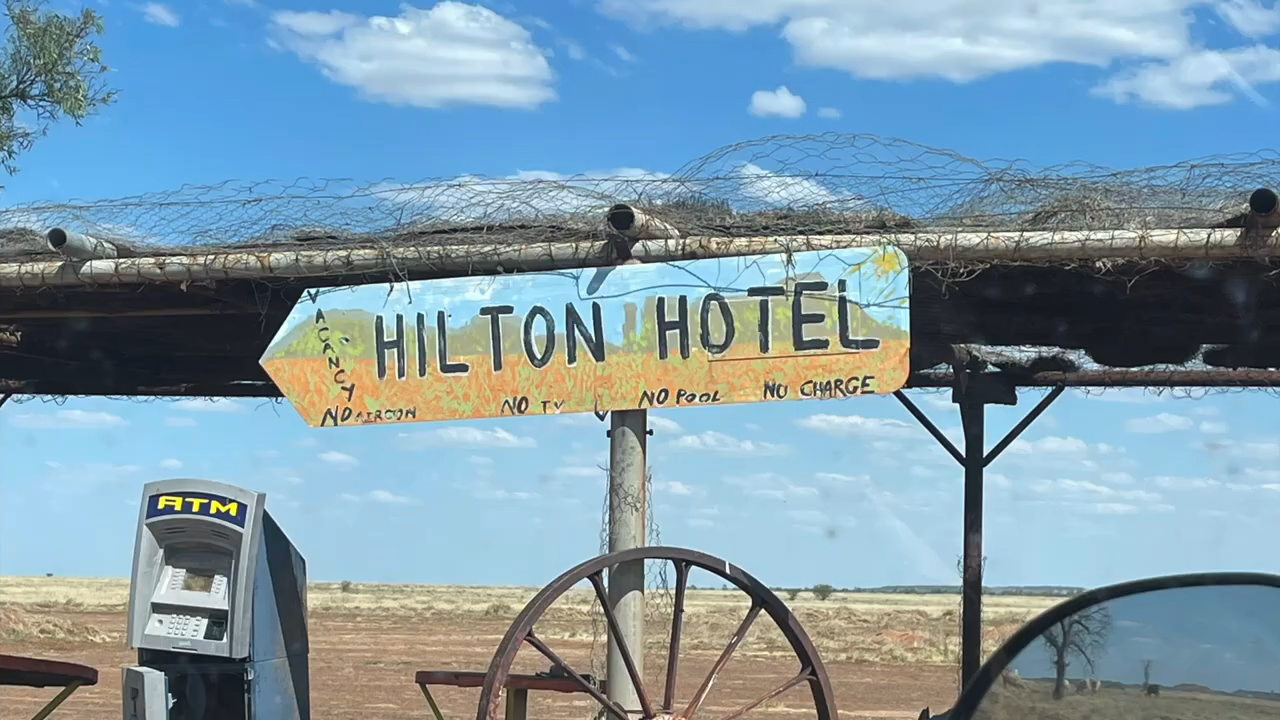 VACANCY
HILTON HOTEL
NO AIRCON NO TV NO POOL NO CHARGE
ATM